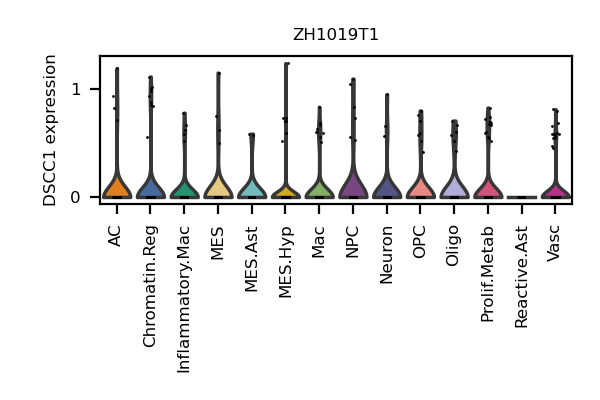 ZH1019T1
DSCC1 expression
1
0
AC
Chromatin.Reg
Inflammatory.Mac
MES
MES.Ast
MES.Hyp
Mac
NPC
Neuron
OPC
Oligo
Prolif.Metab
Reactive.Ast
Vasc